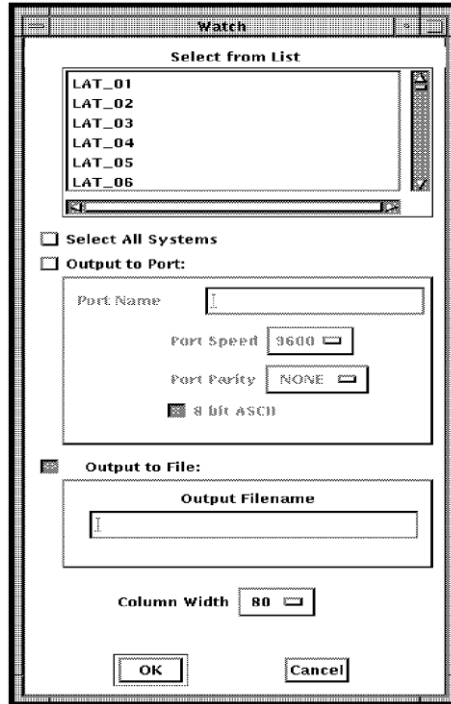 Watch
Select from List
LAT_01
LAT_02
LAT_03
LAT_04
LAT_05
LAT_06
Select All Systems
Output to Port:
Port Name
Port Speed 9600
Port Parity NONE
8 bit ASCII
Output to File:
Output Filename
Column Width 80
OK Cancel